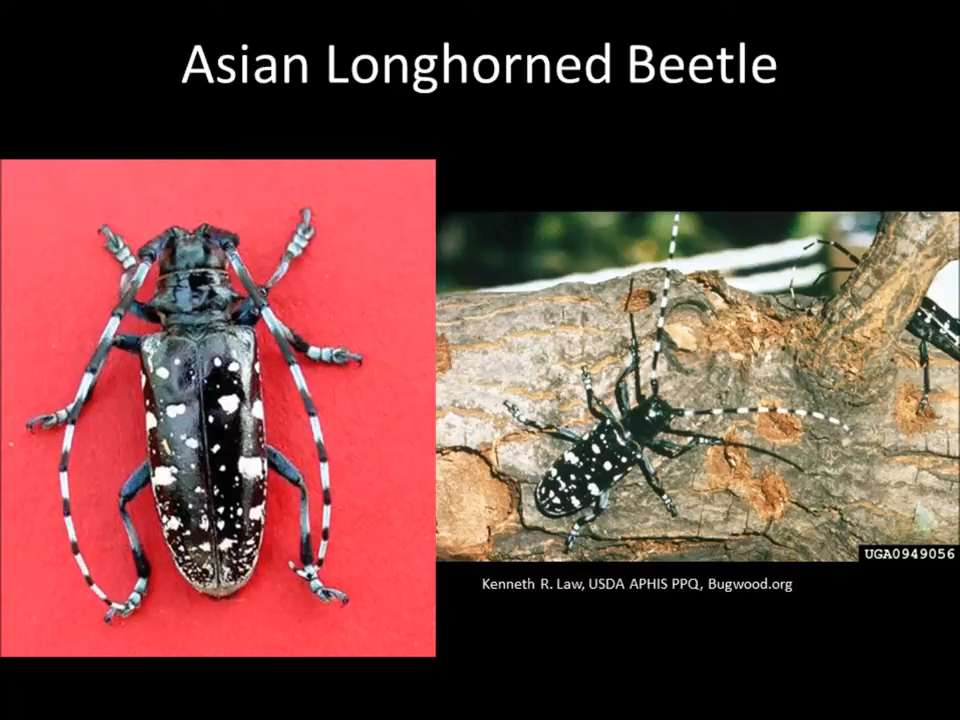 Asian Longhorned Beetle
UGA0949056
Kenneth R. Law, USDA APHIS PPQ, Bugwood.org